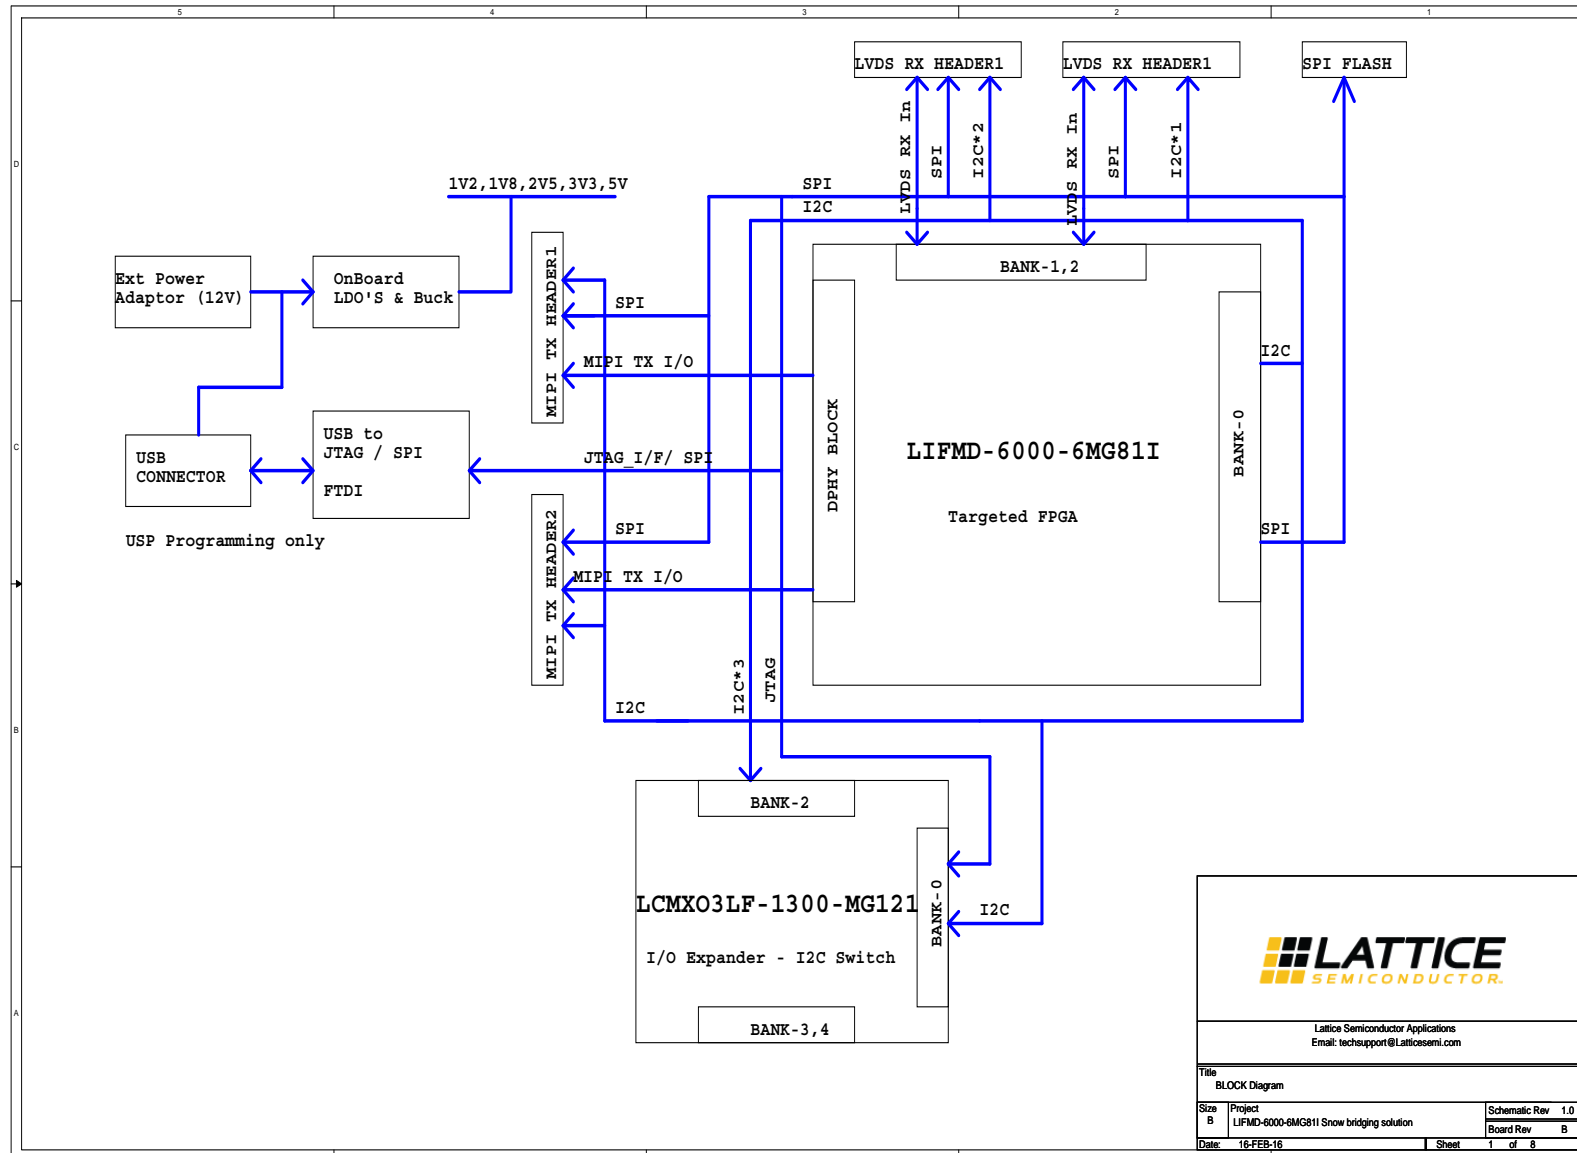 5
4
3
2
1
D
C
B
A
LVDS RX HEADER1
LVDS RX HEADER1
SPI FLASH
LVDS RX In
SPI
I2C*2
LVDS RX In
SPI
I2C*1
1V2,1V8,2V5,3V3,5V
SPI
I2C
Ext Power
Adaptor (12V)
OnBoard
LDO'S & Buck
MIPI TX HEADER1
SPI
MIPI TX I/O
BANK-1,2
I2C
DPHY BLOCK
BANK-0
LIFMD-6000-6MG81I
Targeted FPGA
SPI
USB
CONNECTOR
USB to
JTAG / SPI
FTDI
USP Programming only
JTAG_I/F/ SPI
MIPI TX HEADER2
SPI
MIPI TX I/O
I2C*3
JTAG
I2C
BANK-2
LCMXO3LF-1300-MG121
I/O Expander - I2C Switch
BANK-0
I2C
BANK-3,4
LATTICE
SEMICONDUCTOR
Lattice Semiconductor Applications
Email: techsupport@Latticesemi.com
Title
BLOCK Diagram
Size
B
Project
LIFMD-6000-6MG81I Snow bridging solution
Schematic Rev 1.0
Board Rev B
Date: 16-FEB-16
Sheet 1 of 8